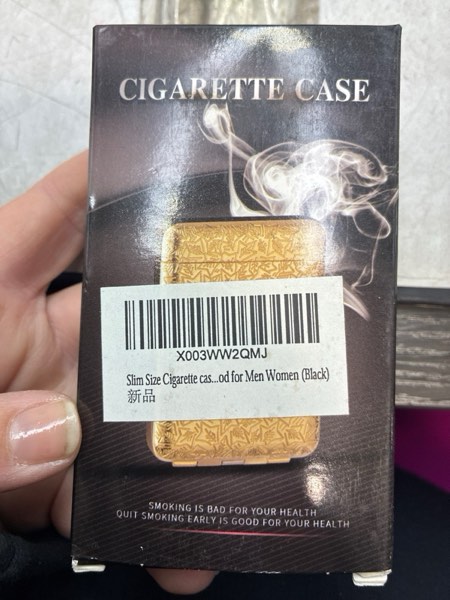 CIGARETTE CASE
X003WW2QMJ
Slim Size Cigarette cas...od for Men Women (Black)
新品
SMOKING IS BAD FOR YOUR HEALTH
QUIT SMOKING EARLY IS GOOD FOR YOUR HEALTH